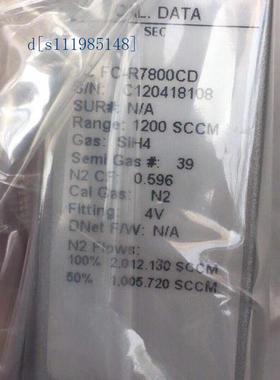 CAL. DATA
d[s111985148]
SEC
FC-R7800CD
S/N: C120418108
SUR#: N/A
Range: 1200 SCCM
Gas: SiH4
Semi Gas #: 39
N2 CF: 0.596
Cal Gas: N2
Fitting: 4V
DNet F/W: N/A
N2 Flows:
100% 2,012.130 SCCM
50% 1,005.720 SCCM